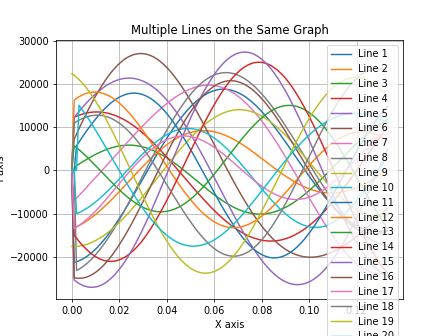 Multiple Lines on the Same Graph
30000
20000
10000
0
−10000
−20000
0.00
0.02
0.04
0.06
0.08
0.10
X axis
Line 1
Line 2
Line 3
Line 4
Line 5
Line 6
Line 7
Line 8
Line 9
Line 10
Line 11
Line 12
Line 13
Line 14
Line 15
Line 16
Line 17
Line 18
Line 19
Line 20